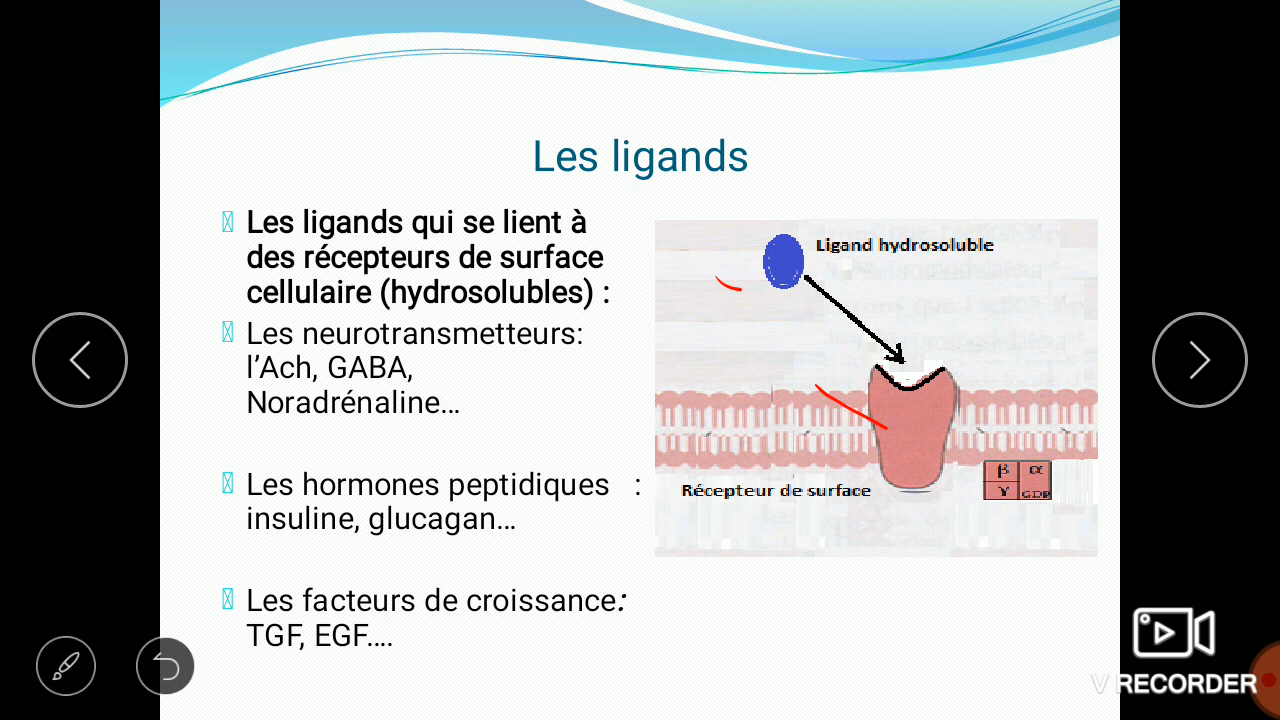 Les ligands
Les ligands qui se lient à
des récepteurs de surface
cellulaire (hydrosolubles) :
Les neurotransmetteurs:
l’Ach, GABA,
Noradrénaline...
Les hormones peptidiques :
insuline, glucagan...
Les facteurs de croissance:
TGF, EGF....
Ligand hydrosoluble
Récepteur de surface
β α
γ GDP
V RECORDER